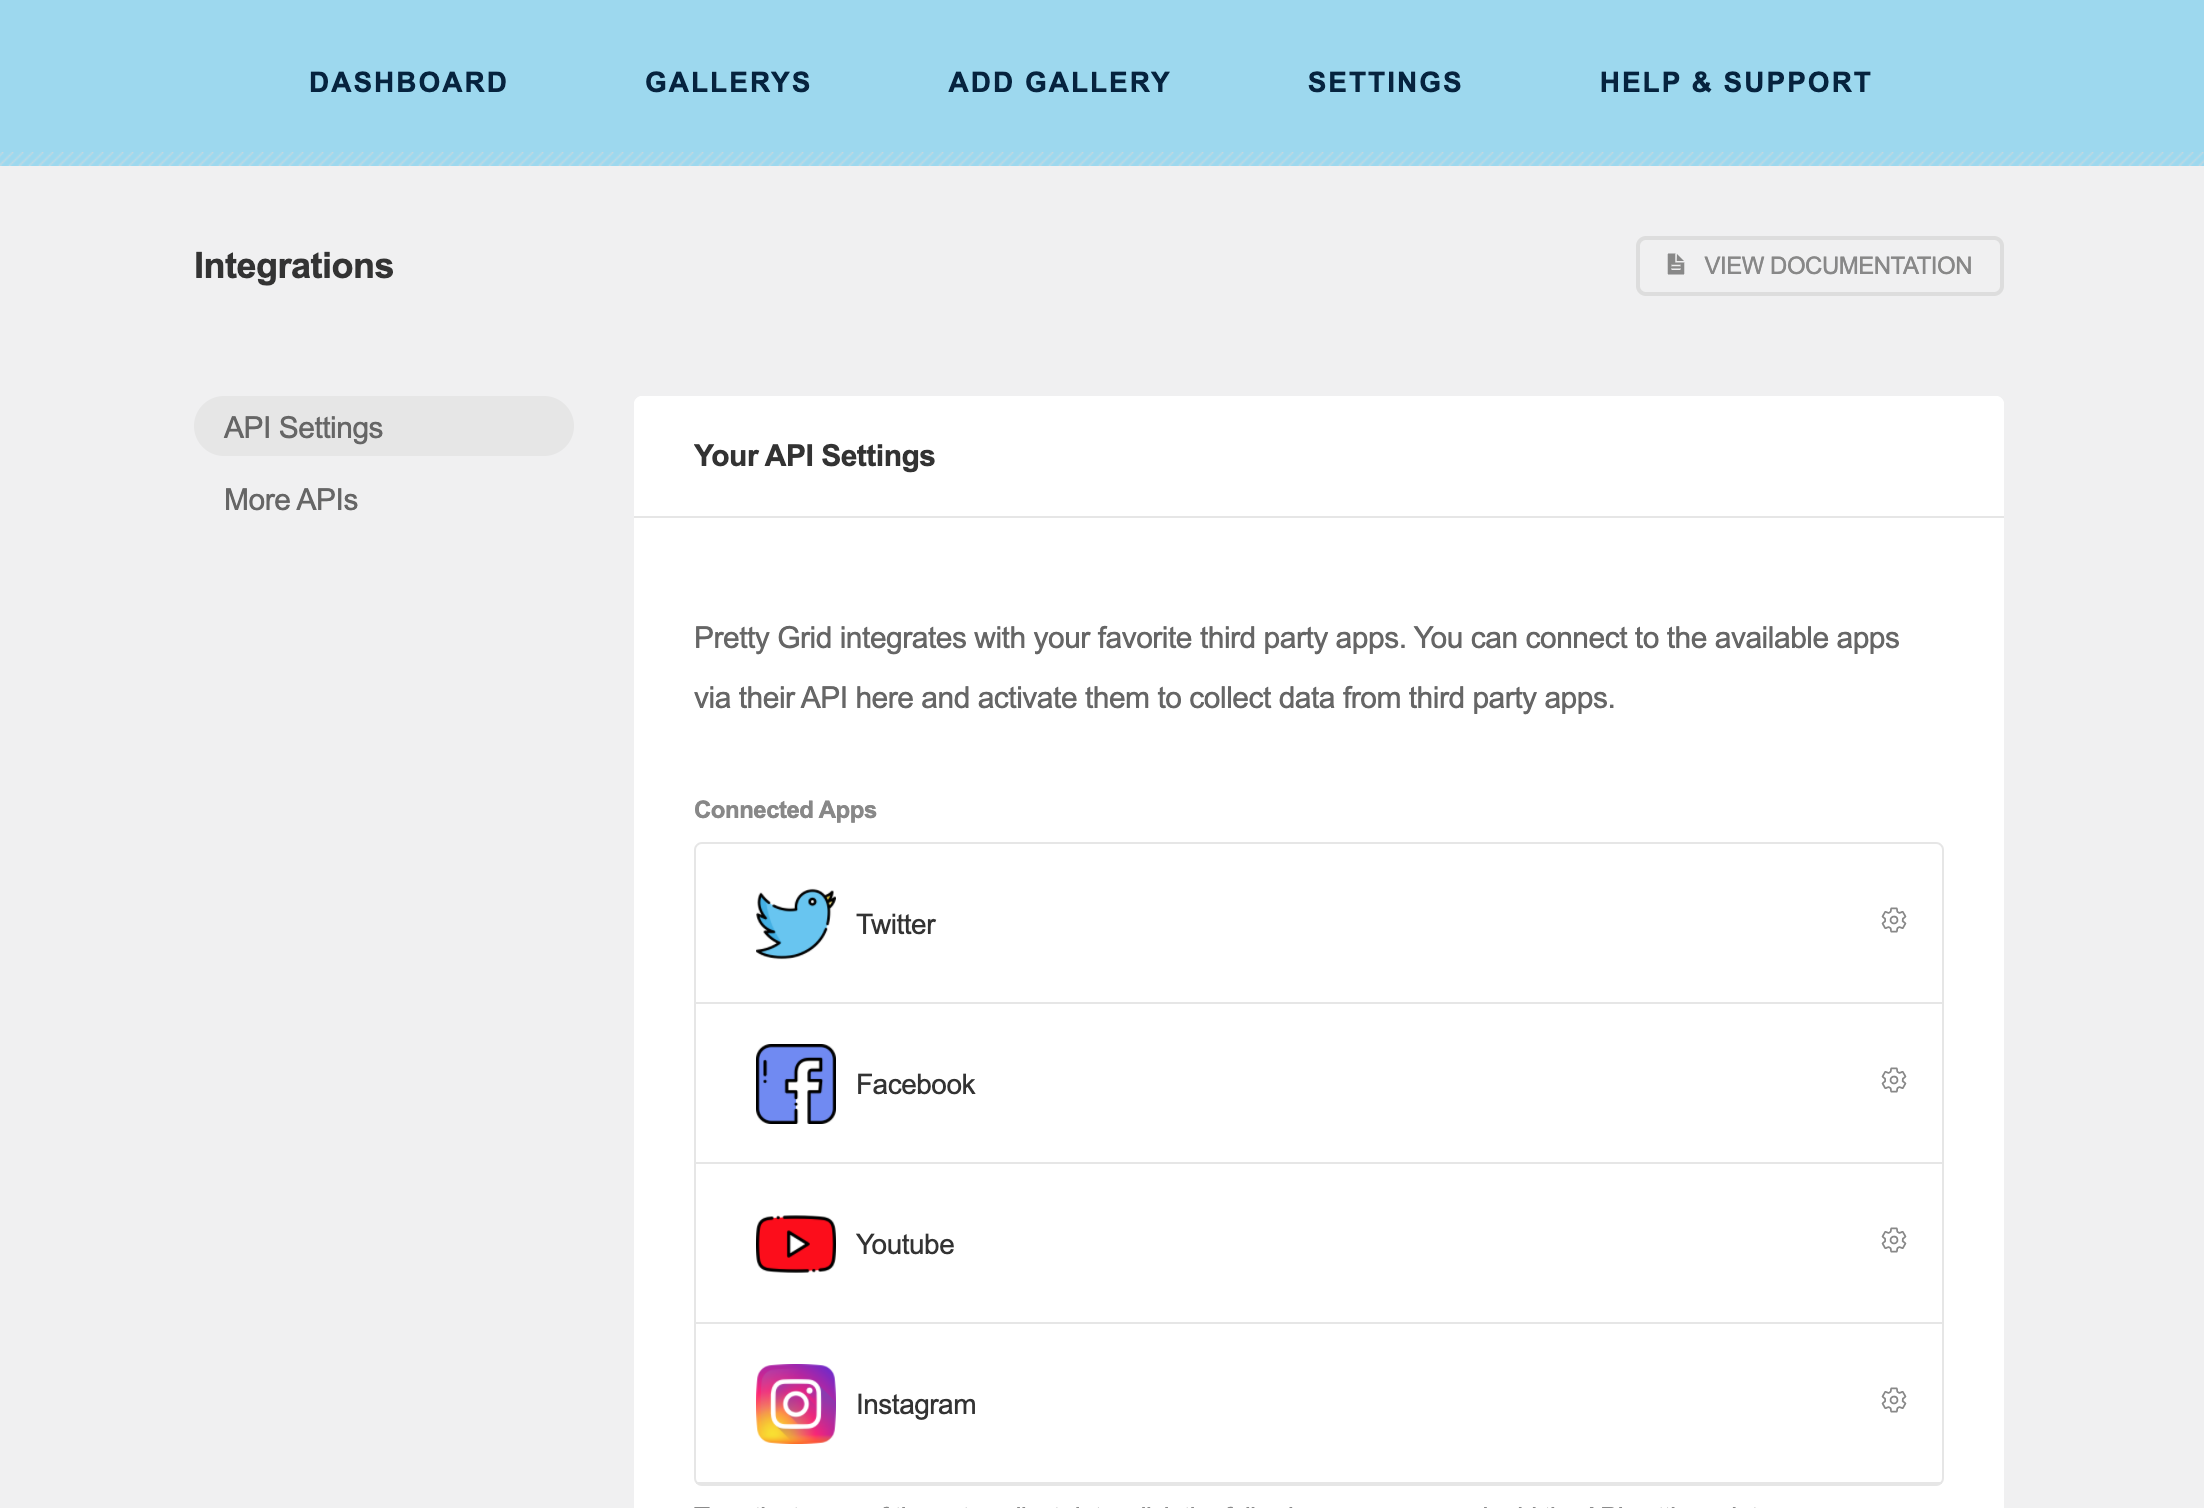 DASHBOARD GALLERYS ADD GALLERY SETTINGS HELP & SUPPORT
Integrations
VIEW DOCUMENTATION
API Settings
More APIs
Your API Settings
Pretty Grid integrates with your favorite third party apps. You can connect to the available apps
via their API here and activate them to collect data from third party apps.
Connected Apps
Twitter
Facebook
Youtube
Instagram